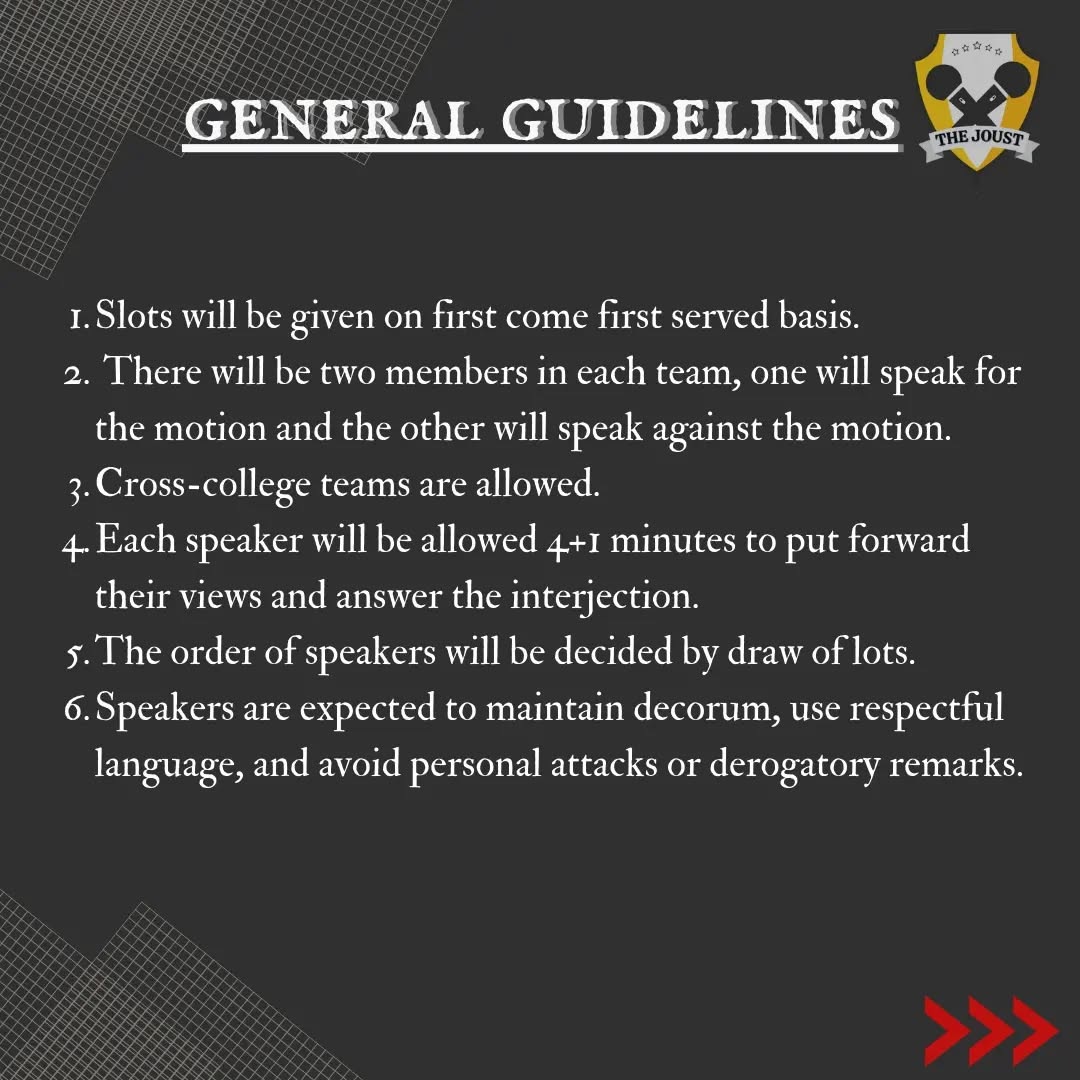 GENERAL GUIDELINES
THE JOUST
1. Slots will be given on first come first served basis.
2. There will be two members in each team, one will speak for
the motion and the other will speak against the motion.
3. Cross-college teams are allowed.
4. Each speaker will be allowed 4+1 minutes to put forward
their views and answer the interjection.
5. The order of speakers will be decided by draw of lots.
6. Speakers are expected to maintain decorum, use respectful
language, and avoid personal attacks or derogatory remarks.